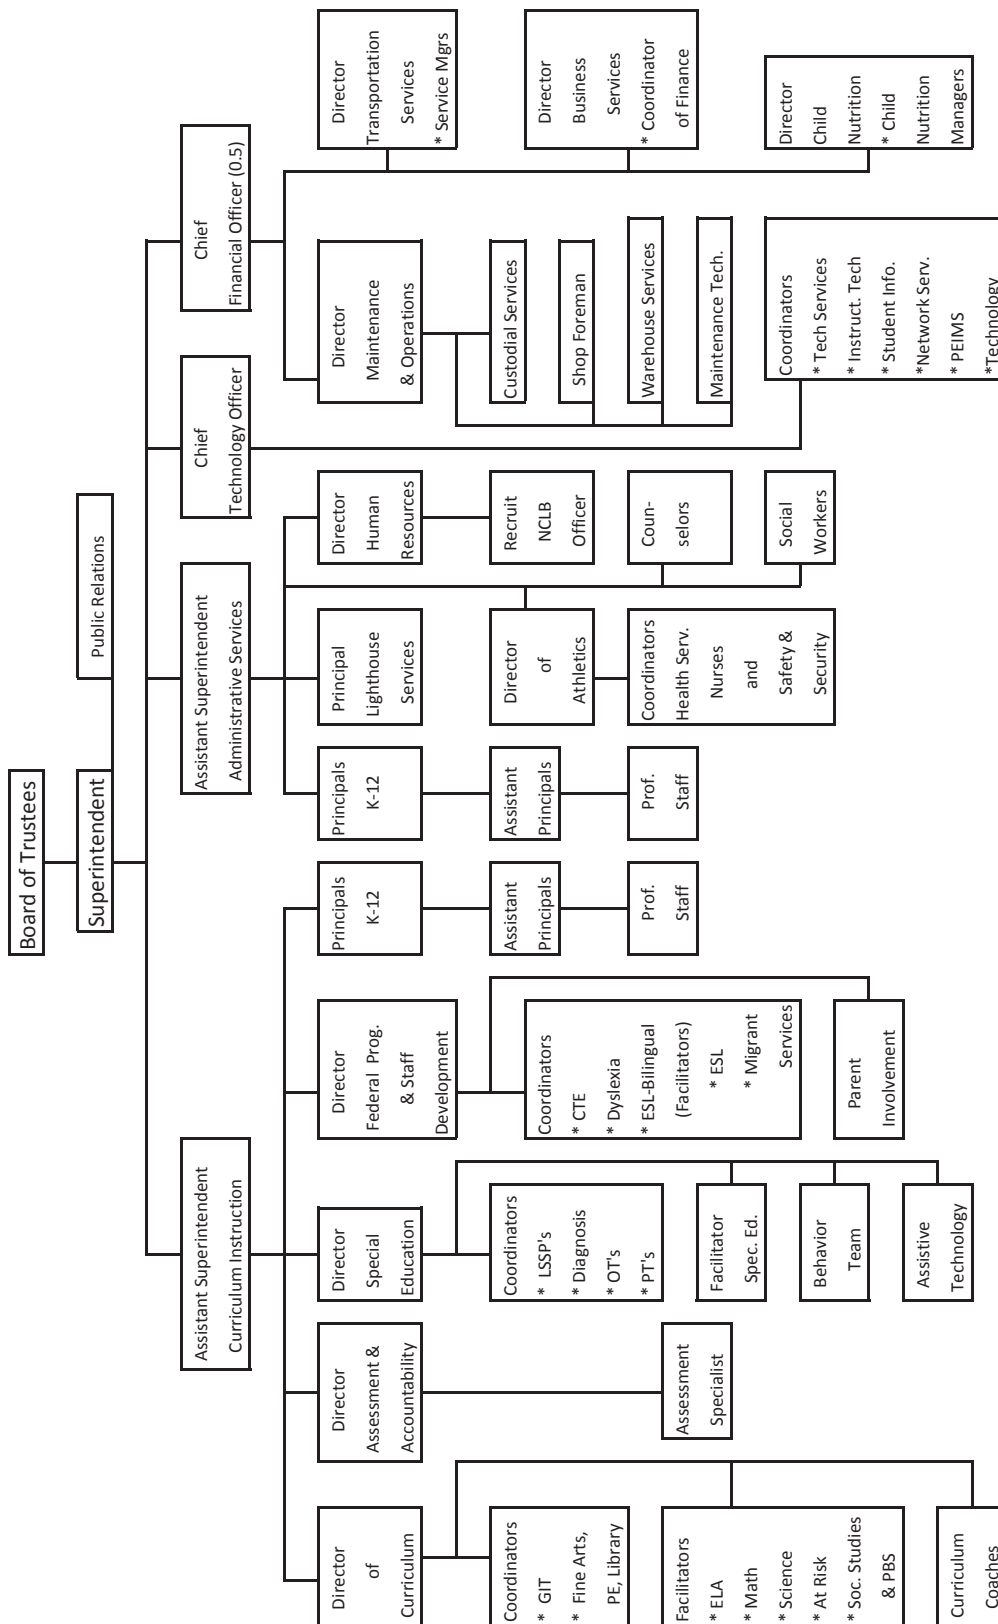 Board of Trustees
Superintendent
Public Relations
Assistant Superintendent
Curriculum Instruction
Assistant Superintendent
Administrative Services
Chief
Technology Officer
Chief
Financial Officer (0.5)
Director
of
Curriculum
Coordinators
* GIT
* Fine Arts,
PE, Library
Facilitators
* ELA
* Math
* Science
* At Risk
* Soc. Studies
& PBS
Curriculum
Coaches
Director
Assessment &
Accountability
Assessment
Specialist
Director
Special
Education
Coordinators
* LSSP's
* Diagnosis
* OT's
* PT's
Facilitator
Spec. Ed.
Behavior
Team
Assistive
Technology
Director
Federal Prog.
& Staff
Development
Coordinators
* CTE
* Dyslexia
* ESL-Bilingual
(Facilitators)
* ESL
* Migrant
Services
Parent
Involvement
Principals
K-12
Assistant
Principals
Prof.
Staff
Principals
K-12
Assistant
Principals
Prof.
Staff
Principal
Lighthouse
Services
Director
of
Athletics
Coordinators
Health Serv.
Nurses
and
Safety &
Security
Director
Human
Resources
Recruit
NCLB
Officer
Coun-
selors
Social
Workers
Director
Maintenance
& Operations
Custodial Services
Shop Foreman
Warehouse Services
Maintenance Tech.
Coordinators
* Tech Services
* Instruct. Tech
* Student Info.
*Network Serv.
* PEIMS
*Technology
Director
Transportation
Services
* Service Mgrs
Director
Business
Services
* Coordinator
of Finance
Director
Child
Nutrition
* Child
Nutrition
Managers